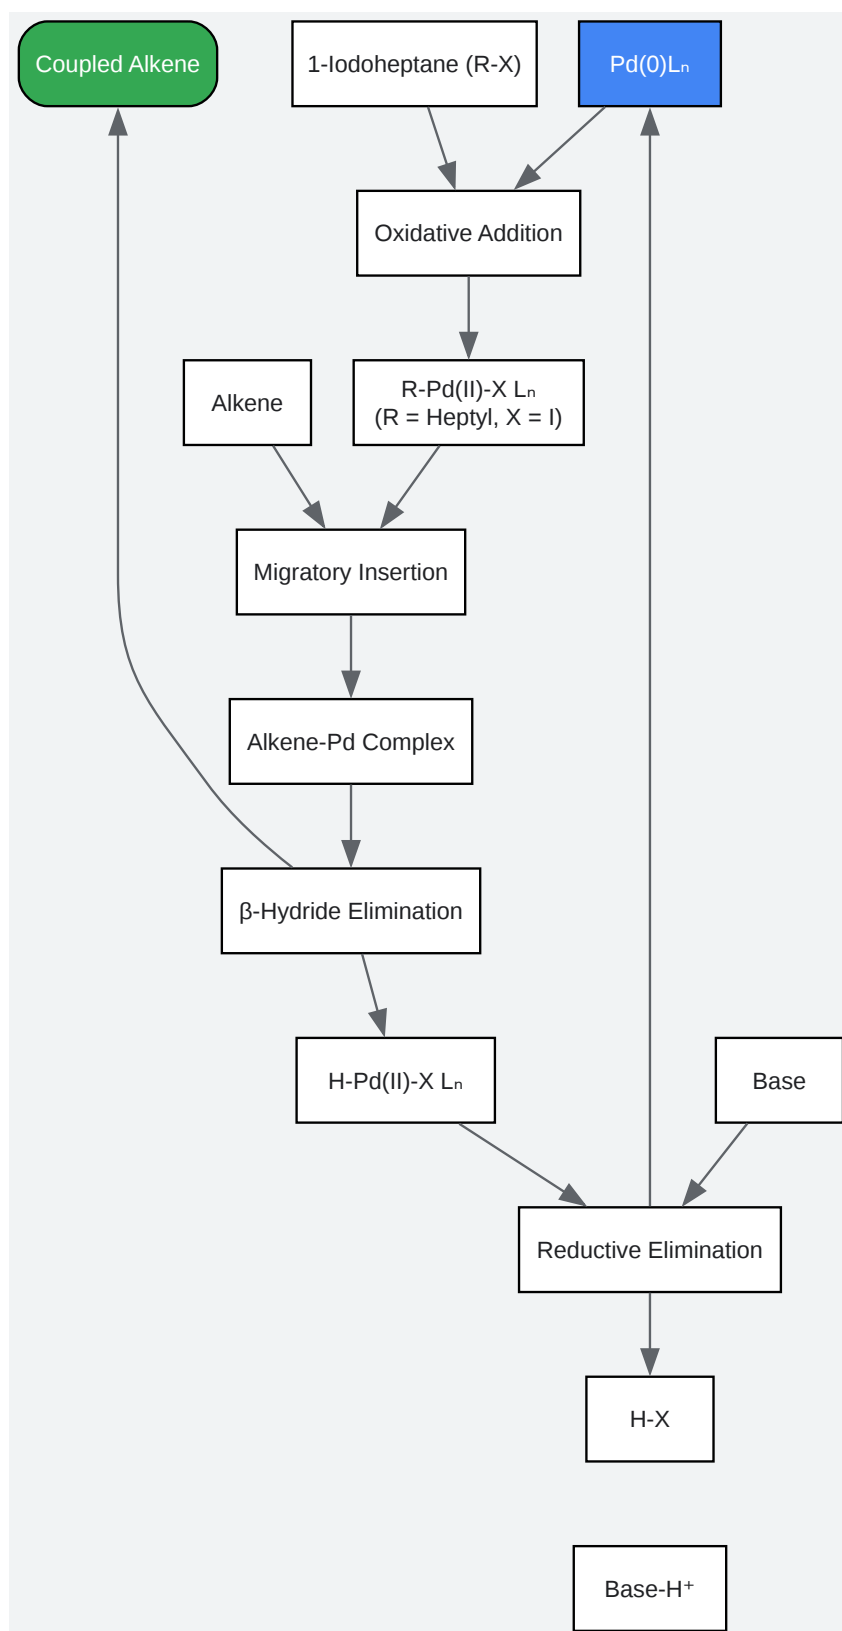 Coupled Alkene
1-Iodoheptane (R-X)
Pd(0)Lₙ
Oxidative Addition
Alkene
R-Pd(II)-X Lₙ
(R = Heptyl, X = I)
Migratory Insertion
Alkene-Pd Complex
β-Hydride Elimination
H-Pd(II)-X Lₙ
Base
Reductive Elimination
H-X
Base-H⁺